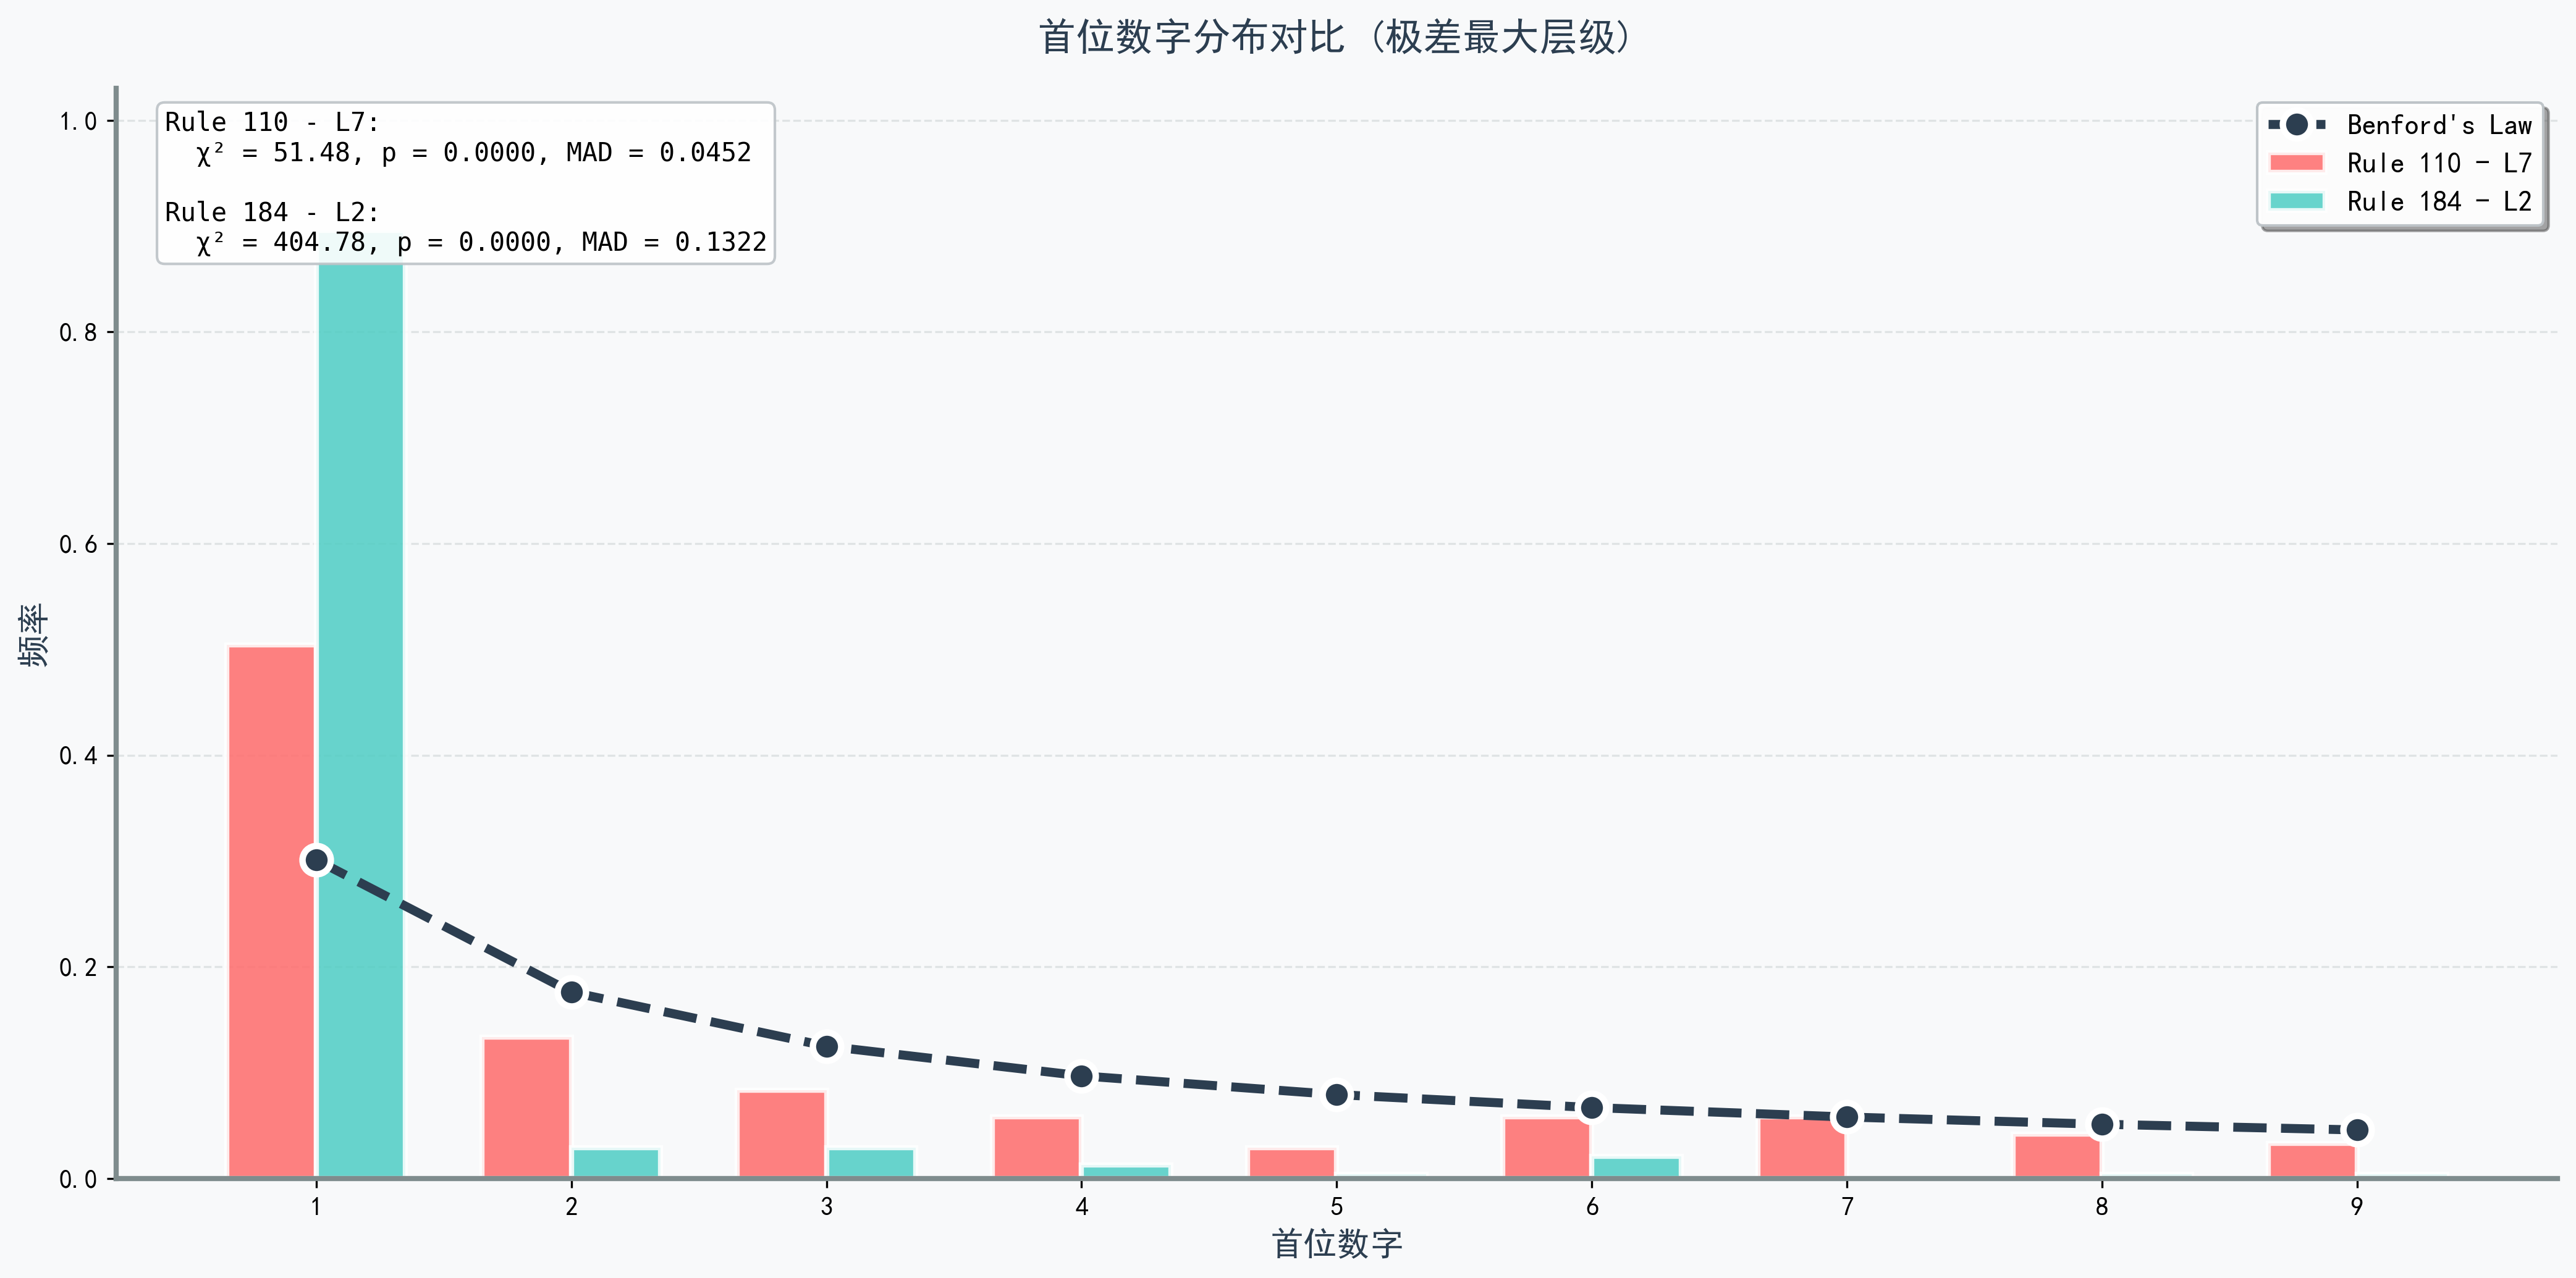 首位数字分布对比（极差最大层级）
Rule 110 - L7:
χ² = 51.48, p = 0.0000, MAD = 0.0452
Rule 184 - L2:
χ² = 404.78, p = 0.0000, MAD = 0.1322
Benford's Law
Rule 110 − L7
Rule 184 − L2
频率
1.0
0.8
0.6
0.4
0.2
0.0
1 2 3 4 5 6 7 8 9
首位数字